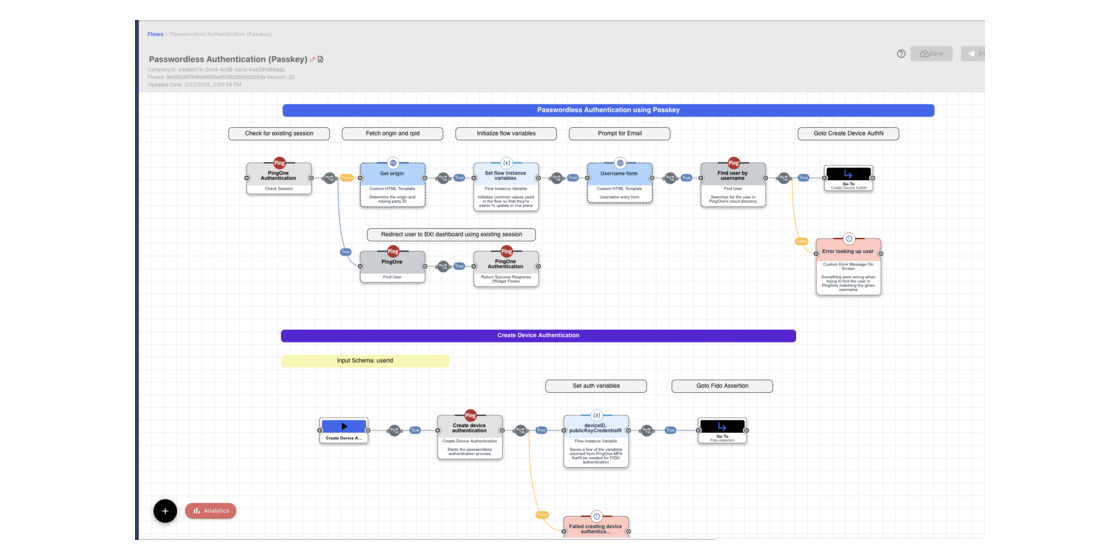 Flows > Passwordless Authentication (Passkey)
Passwordless Authentication (Passkey)
Updated Date: 2/22/2024, 3:53:34 PM
Save
Passwordless Authentication using Passkey
Check for existing session
Fetch origin and rpid
Initialize flow variables
Prompt for Email
Goto Create Device AuthN
Ping
PingOne
Authentication
Check Session
False
Get origin
Custom HTML Template
Determine the origin and
relying party ID
True
(x)
Set flow instance
variables
Flow Instance Variable
Initialize common values used
in the flow so that they're
easier to update in one place
True
Username form
Custom HTML Template
Username entry form
True
Ping
Find user by
username
Find User
Searches for the user in
PingOne's cloud directory
True
Go To
Create Device AuthN
False
Error looking up user
Custom Error Message On
Screen
Something went wrong when
trying to find the user in
PingOne matching the given
username
True
Redirect user to BXI dashboard using existing session
Ping
PingOne
Find User
True
Ping
PingOne
Authentication
Return Success Response
(Widget Flows)
Create Device Authentication
Input Schema: userId
Set auth variables
Goto Fido Assertion
Create Device A...
True
Ping
Create device
authentication
Create Device Authentication
Starts the passwordless
authentication process
True
(x)
deviceID,
publicKeyCredentialR
Flow Instance Variable
Saves a few of the variables
returned from PingOne MFA
that'll be needed for FIDO
authentication
True
Go To
Fido Assertion
False
Failed creating device
authentica...
+
Analytics